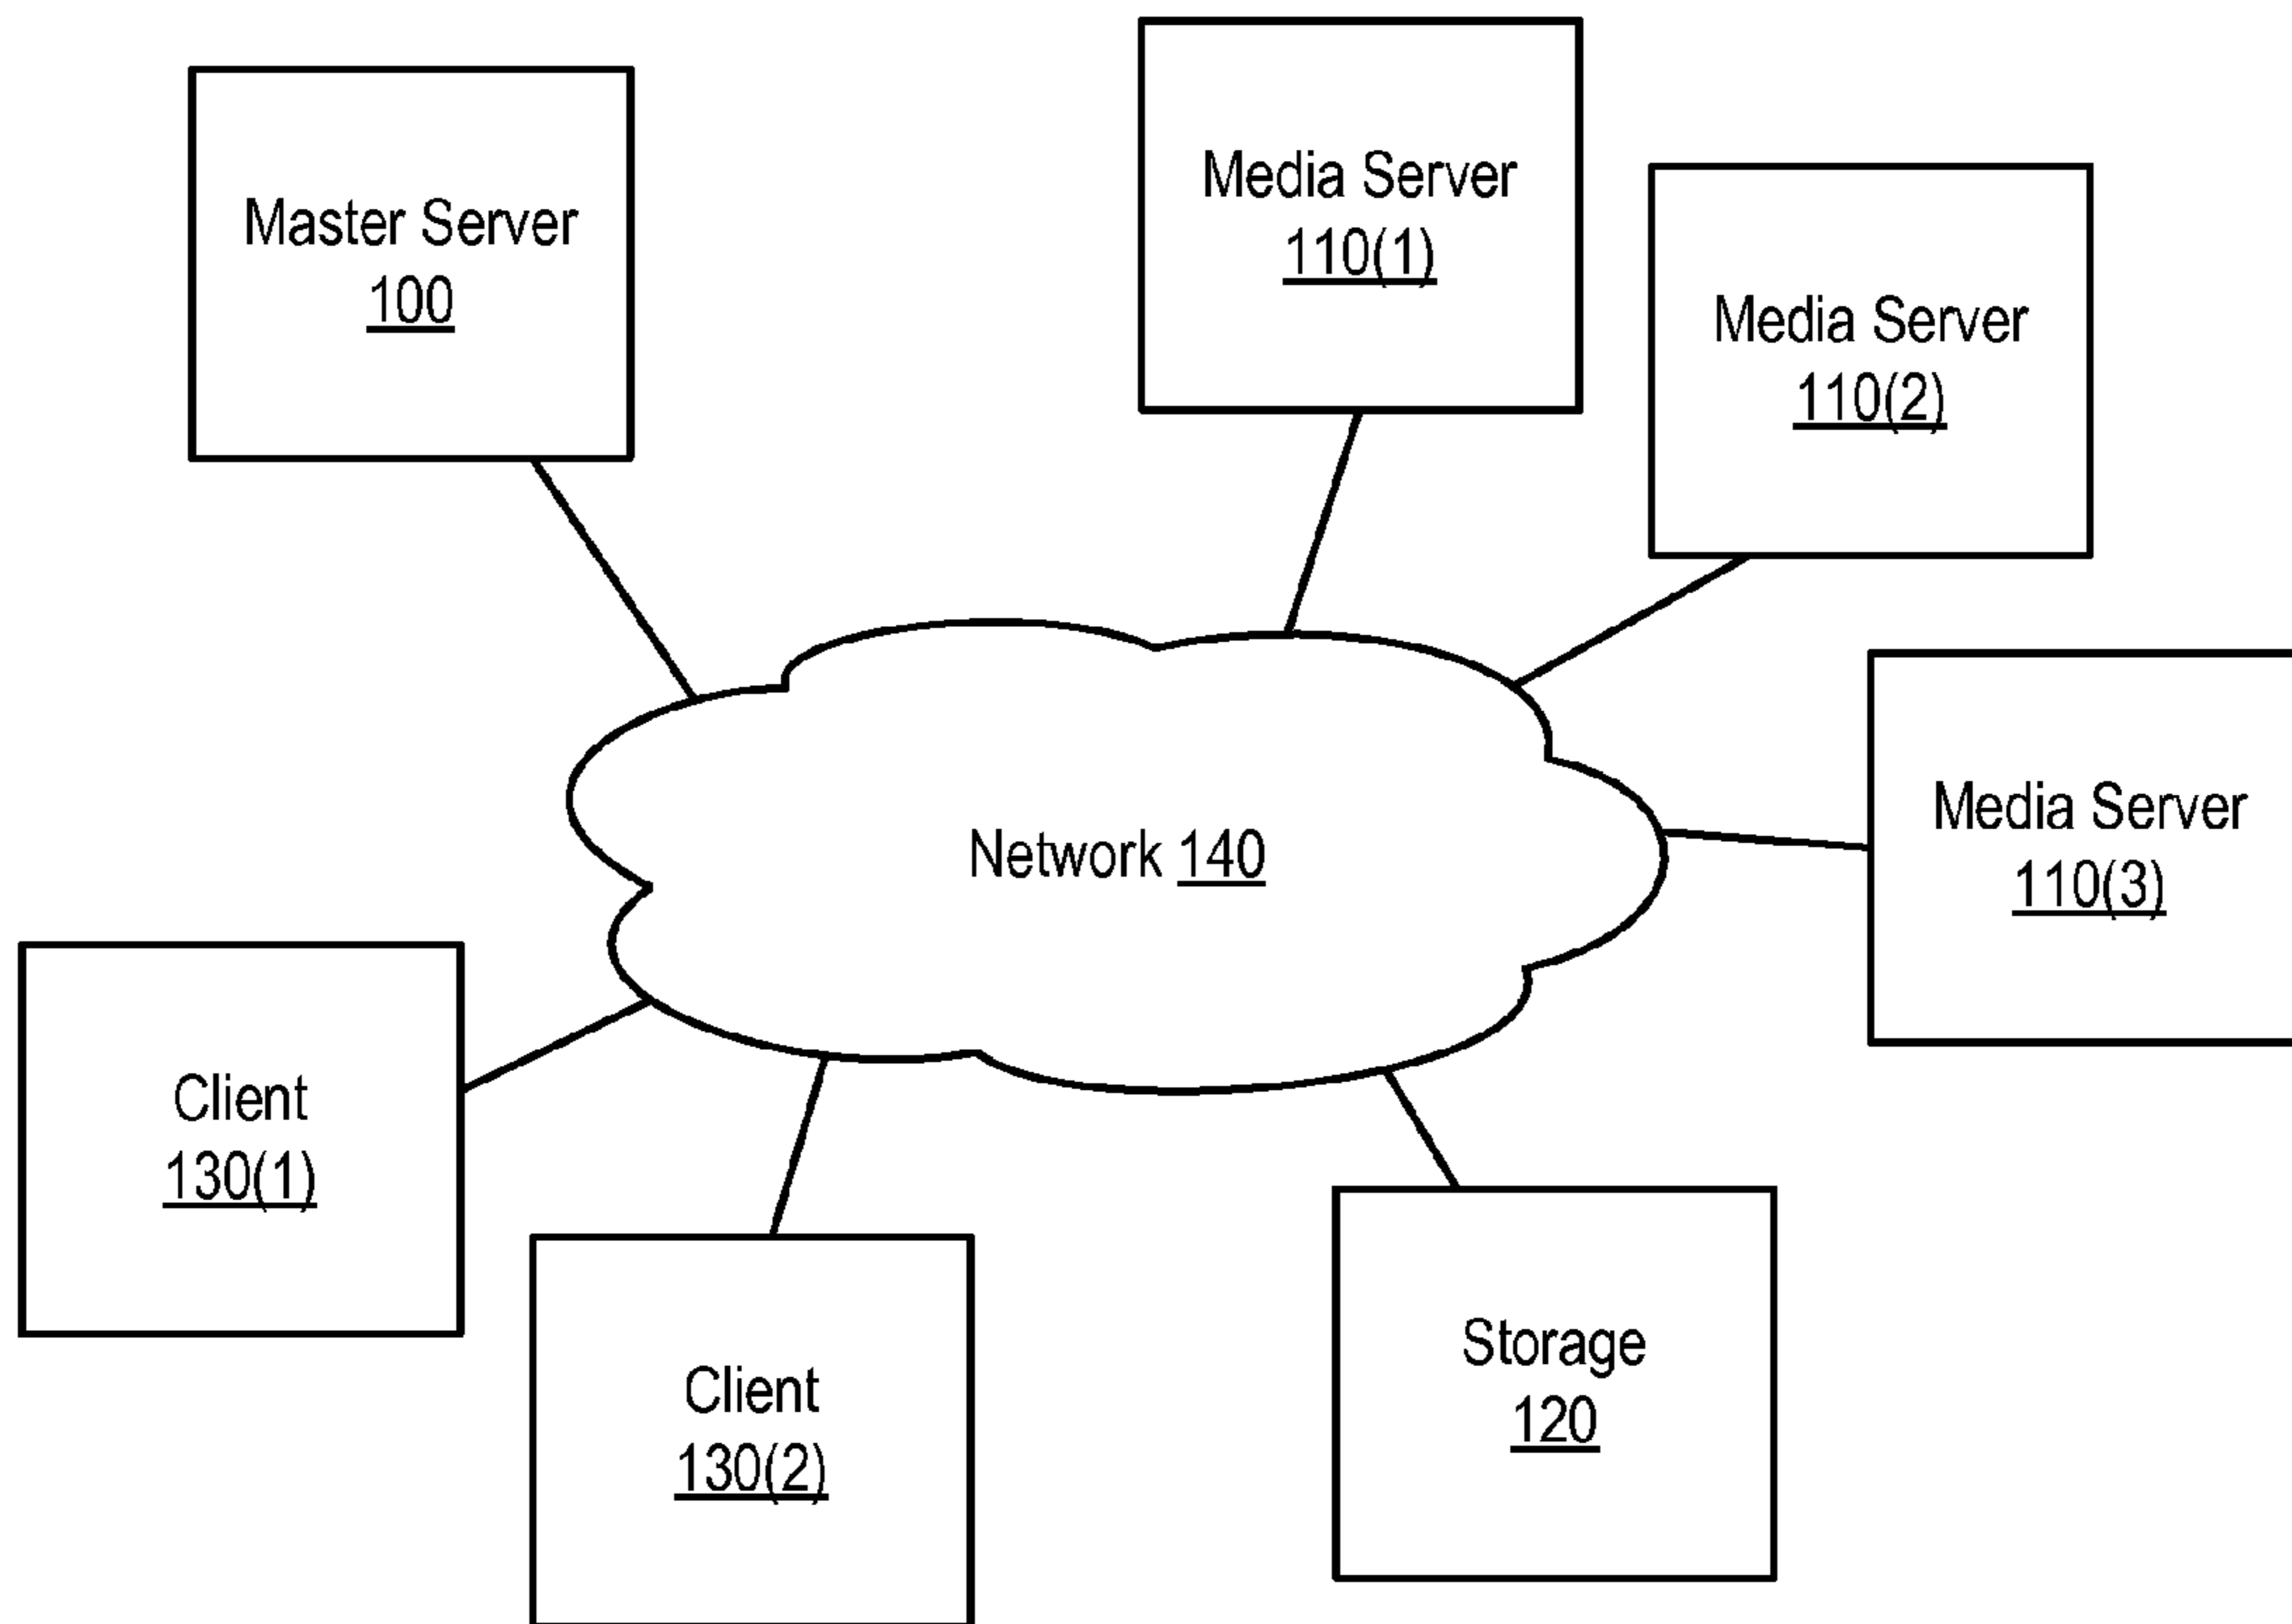 Master Server
100
Media Server
110(1)
Media Server
110(2)
Media Server
110(3)
Network 140
Client
130(1)
Client
130(2)
Storage
120